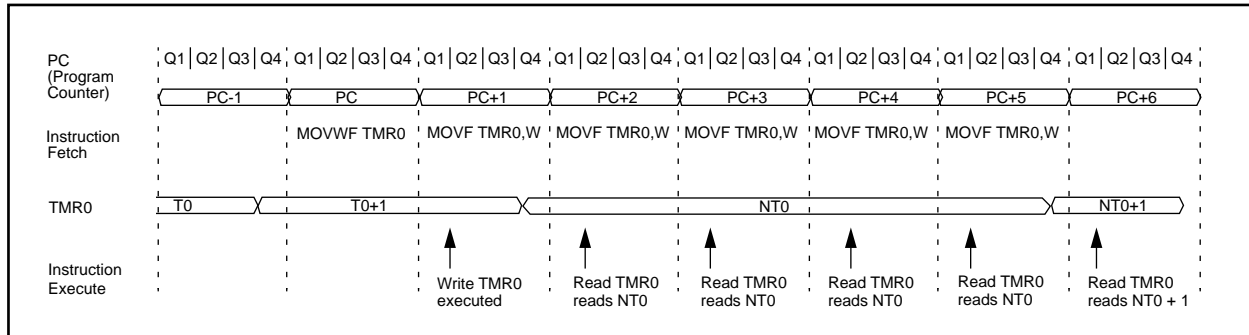 PC
(Program
Counter)
Q1 Q2 Q3 Q4 Q1 Q2 Q3 Q4 Q1 Q2 Q3 Q4 Q1 Q2 Q3 Q4 Q1 Q2 Q3 Q4 Q1 Q2 Q3 Q4 Q1 Q2 Q3 Q4 Q1 Q2 Q3 Q4
PC-1 PC PC+1 PC+2 PC+3 PC+4 PC+5 PC+6
Instruction
Fetch
MOVWF TMR0 MOVF TMR0,W MOVF TMR0,W MOVF TMR0,W MOVF TMR0,W MOVF TMR0,W
TMR0
T0 T0+1 NT0 NT0+1
Instruction
Execute
Write TMR0
executed
Read TMR0
reads NT0
Read TMR0
reads NT0
Read TMR0
reads NT0
Read TMR0
reads NT0
Read TMR0
reads NT0 + 1